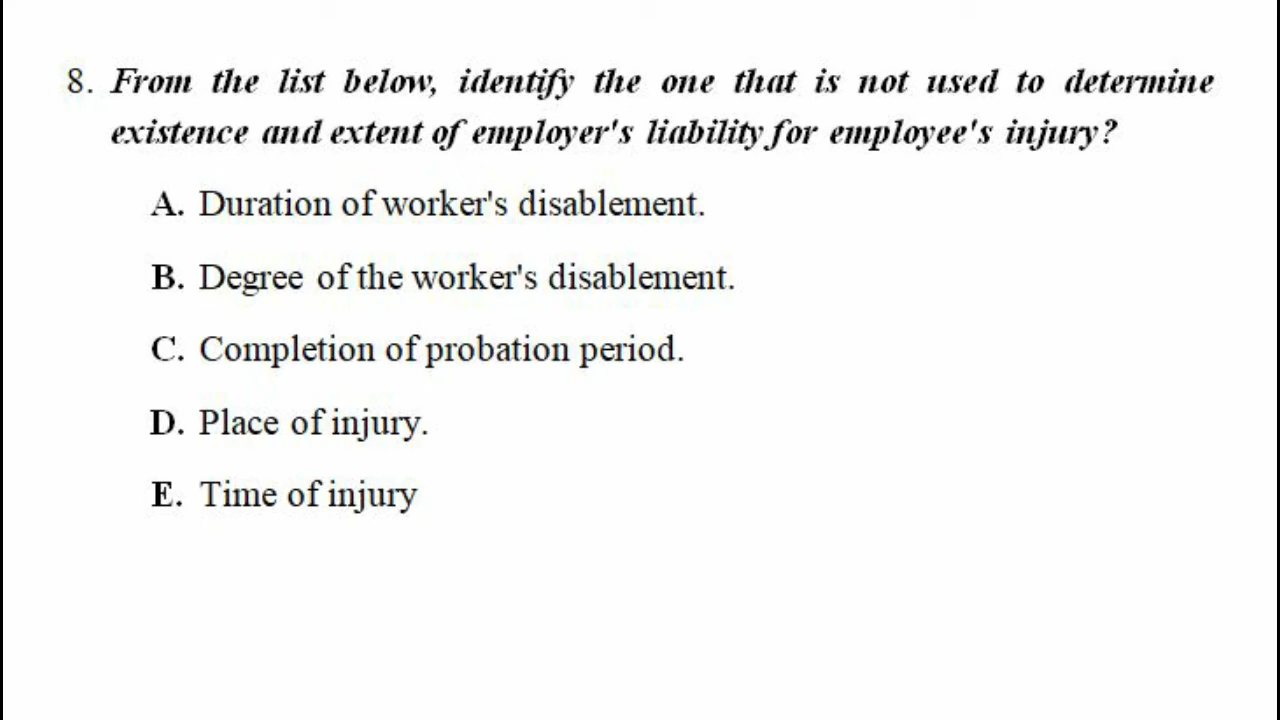 8. From the list below, identify the one that is not used to determine
existence and extent of employer's liability for employee's injury?
A. Duration of worker's disablement.
B. Degree of the worker's disablement.
C. Completion of probation period.
D. Place of injury.
E. Time of injury